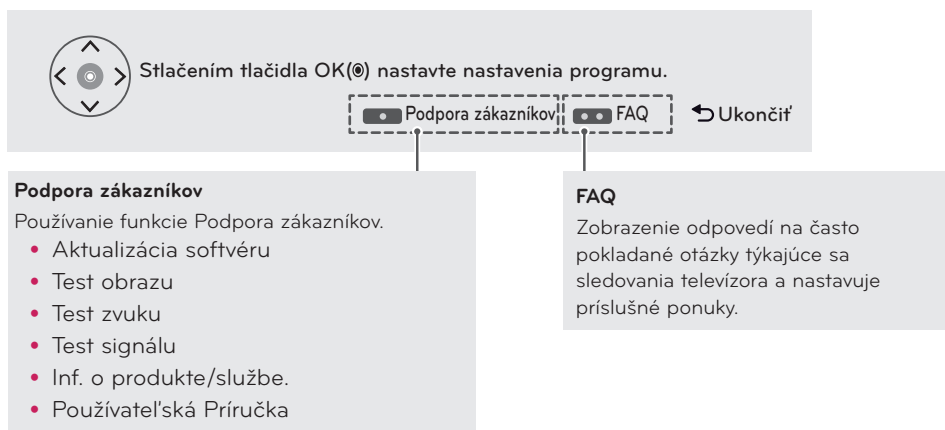 Stlačením tlačidla OK(◉) nastavte nastavenia programu.
Podpora zákazníkov FAQ Ukončiť
Podpora zákazníkov
Používanie funkcie Podpora zákazníkov.
• Aktualizácia softvéru
• Test obrazu
• Test zvuku
• Test signálu
• Inf. o produkte/službe.
• Používateľská Príručka
FAQ
Zobrazenie odpovedí na často
pokladané otázky týkajúce sa
sledovania televízora a nastavuje
príslušné ponuky.